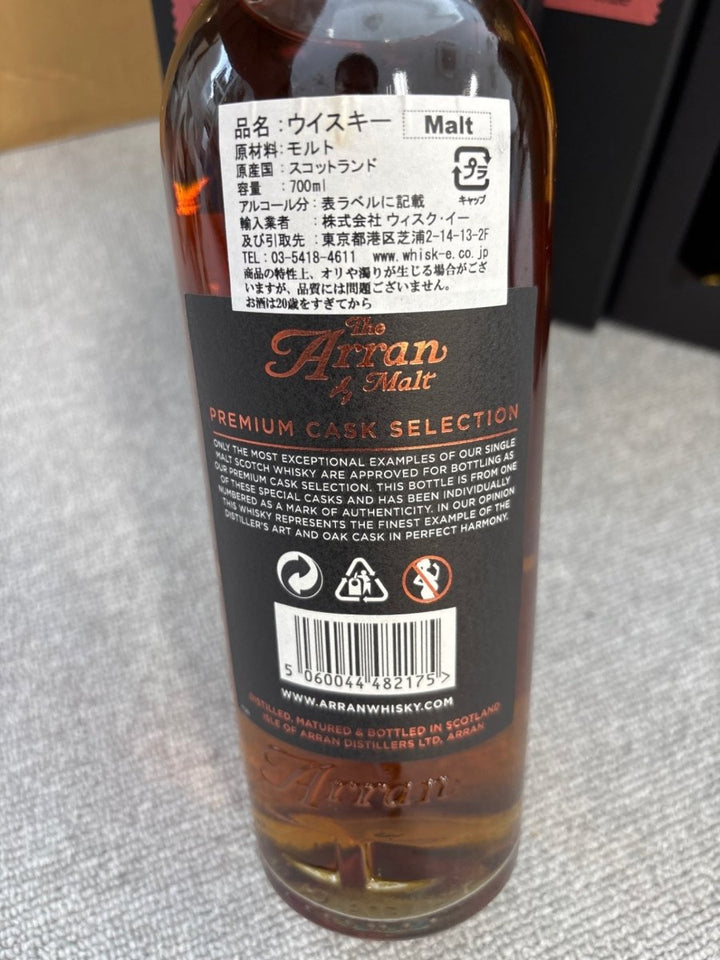 品名：ウイスキー Malt
原材料：モルト
原産国：スコットランド
容量：700ml
プラ
キャップ
アルコール分：表ラベルに記載
輸入業者：株式会社 ウィスク・イー
及び引取先：東京都港区芝浦2-14-13-2F
TEL：03-5418-4611 www.whisk-e.co.jp
商品の特性上、オリや濁りが生じる場合がござ
いますが、品質には問題ございません。
お酒は20歳をすぎてから
The
Arran
Malt
PREMIUM CASK SELECTION
ONLY THE MOST EXCEPTIONAL EXAMPLES OF OUR SINGLE
MALT SCOTCH WHISKY ARE APPROVED FOR BOTTLING AS
OUR PREMIUM CASK SELECTION. THIS BOTTLE IS FROM ONE
OF THESE SPECIAL CASKS AND HAS BEEN INDIVIDUALLY
NUMBERED AS A MARK OF AUTHENTICITY. IN OUR OPINION
THIS WHISKY REPRESENTS THE FINEST EXAMPLE OF THE
DISTILLER'S ART AND OAK CASK IN PERFECT HARMONY.
5 060044 482175 >
WWW.ARRANWHISKY.COM
DISTILLED, MATURED & BOTTLED IN SCOTLAND
ISLE OF ARRAN DISTILLERS LTD, ARRAN
Arran